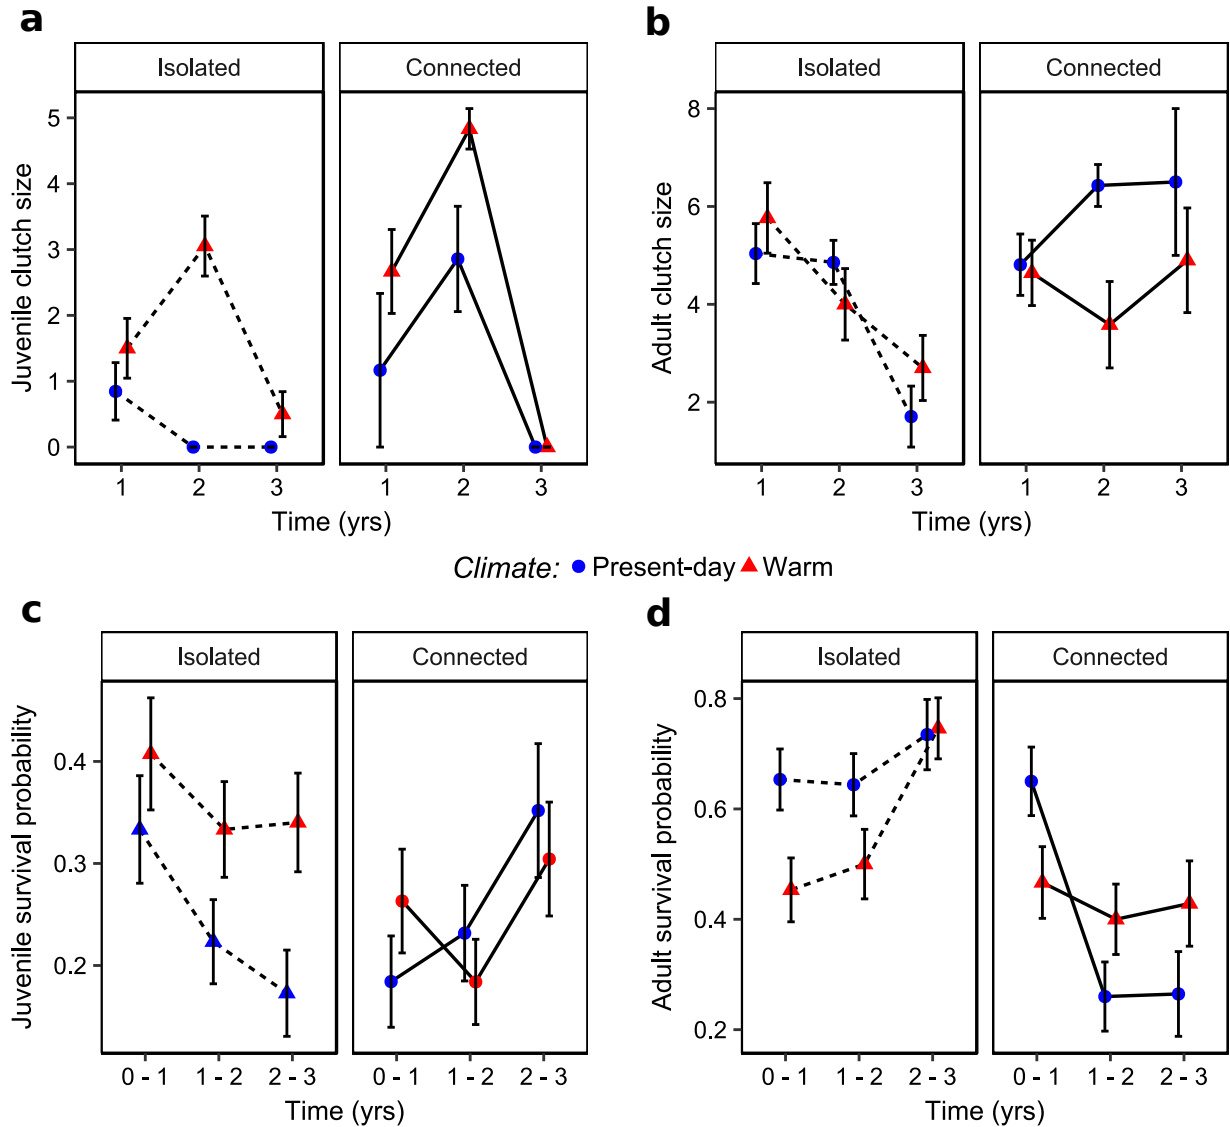 a
b
Isolated
Connected
Isolated
Connected
Juvenile clutch size
5
4
3
2
1
0
1 2 3
1 2 3
Time (yrs)
Adult clutch size
8
6
4
2
1 2 3
1 2 3
Time (yrs)
Climate: Present-day Warm
c
d
Isolated
Connected
Isolated
Connected
Juvenile survival probability
0.4
0.3
0.2
0 - 1 1 - 2 2 - 3
0 - 1 1 - 2 2 - 3
Time (yrs)
Adult survival probability
0.8
0.6
0.4
0.2
0 - 1 1 - 2 2 - 3
0 - 1 1 - 2 2 - 3
Time (yrs)